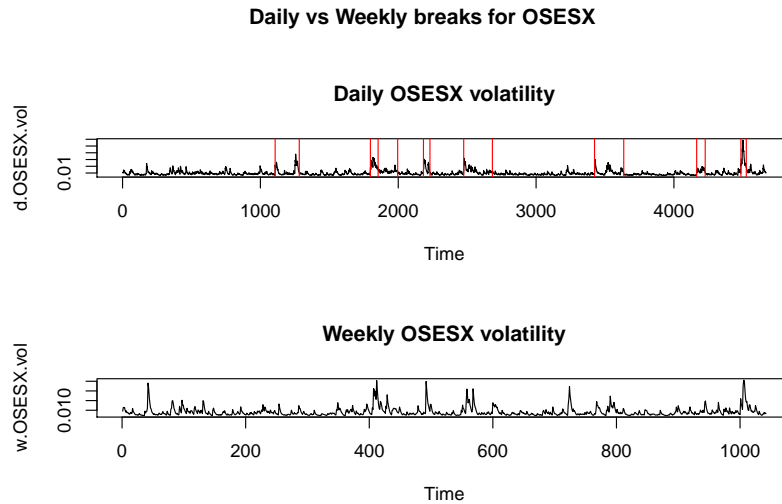 Daily vs Weekly breaks for OSESX
Daily OSESX volatility
d.OSESX.vol
0.01
0 1000 2000 3000 4000
Time
Weekly OSESX volatility
w.OSESX.vol
0.010
0 200 400 600 800 1000
Time